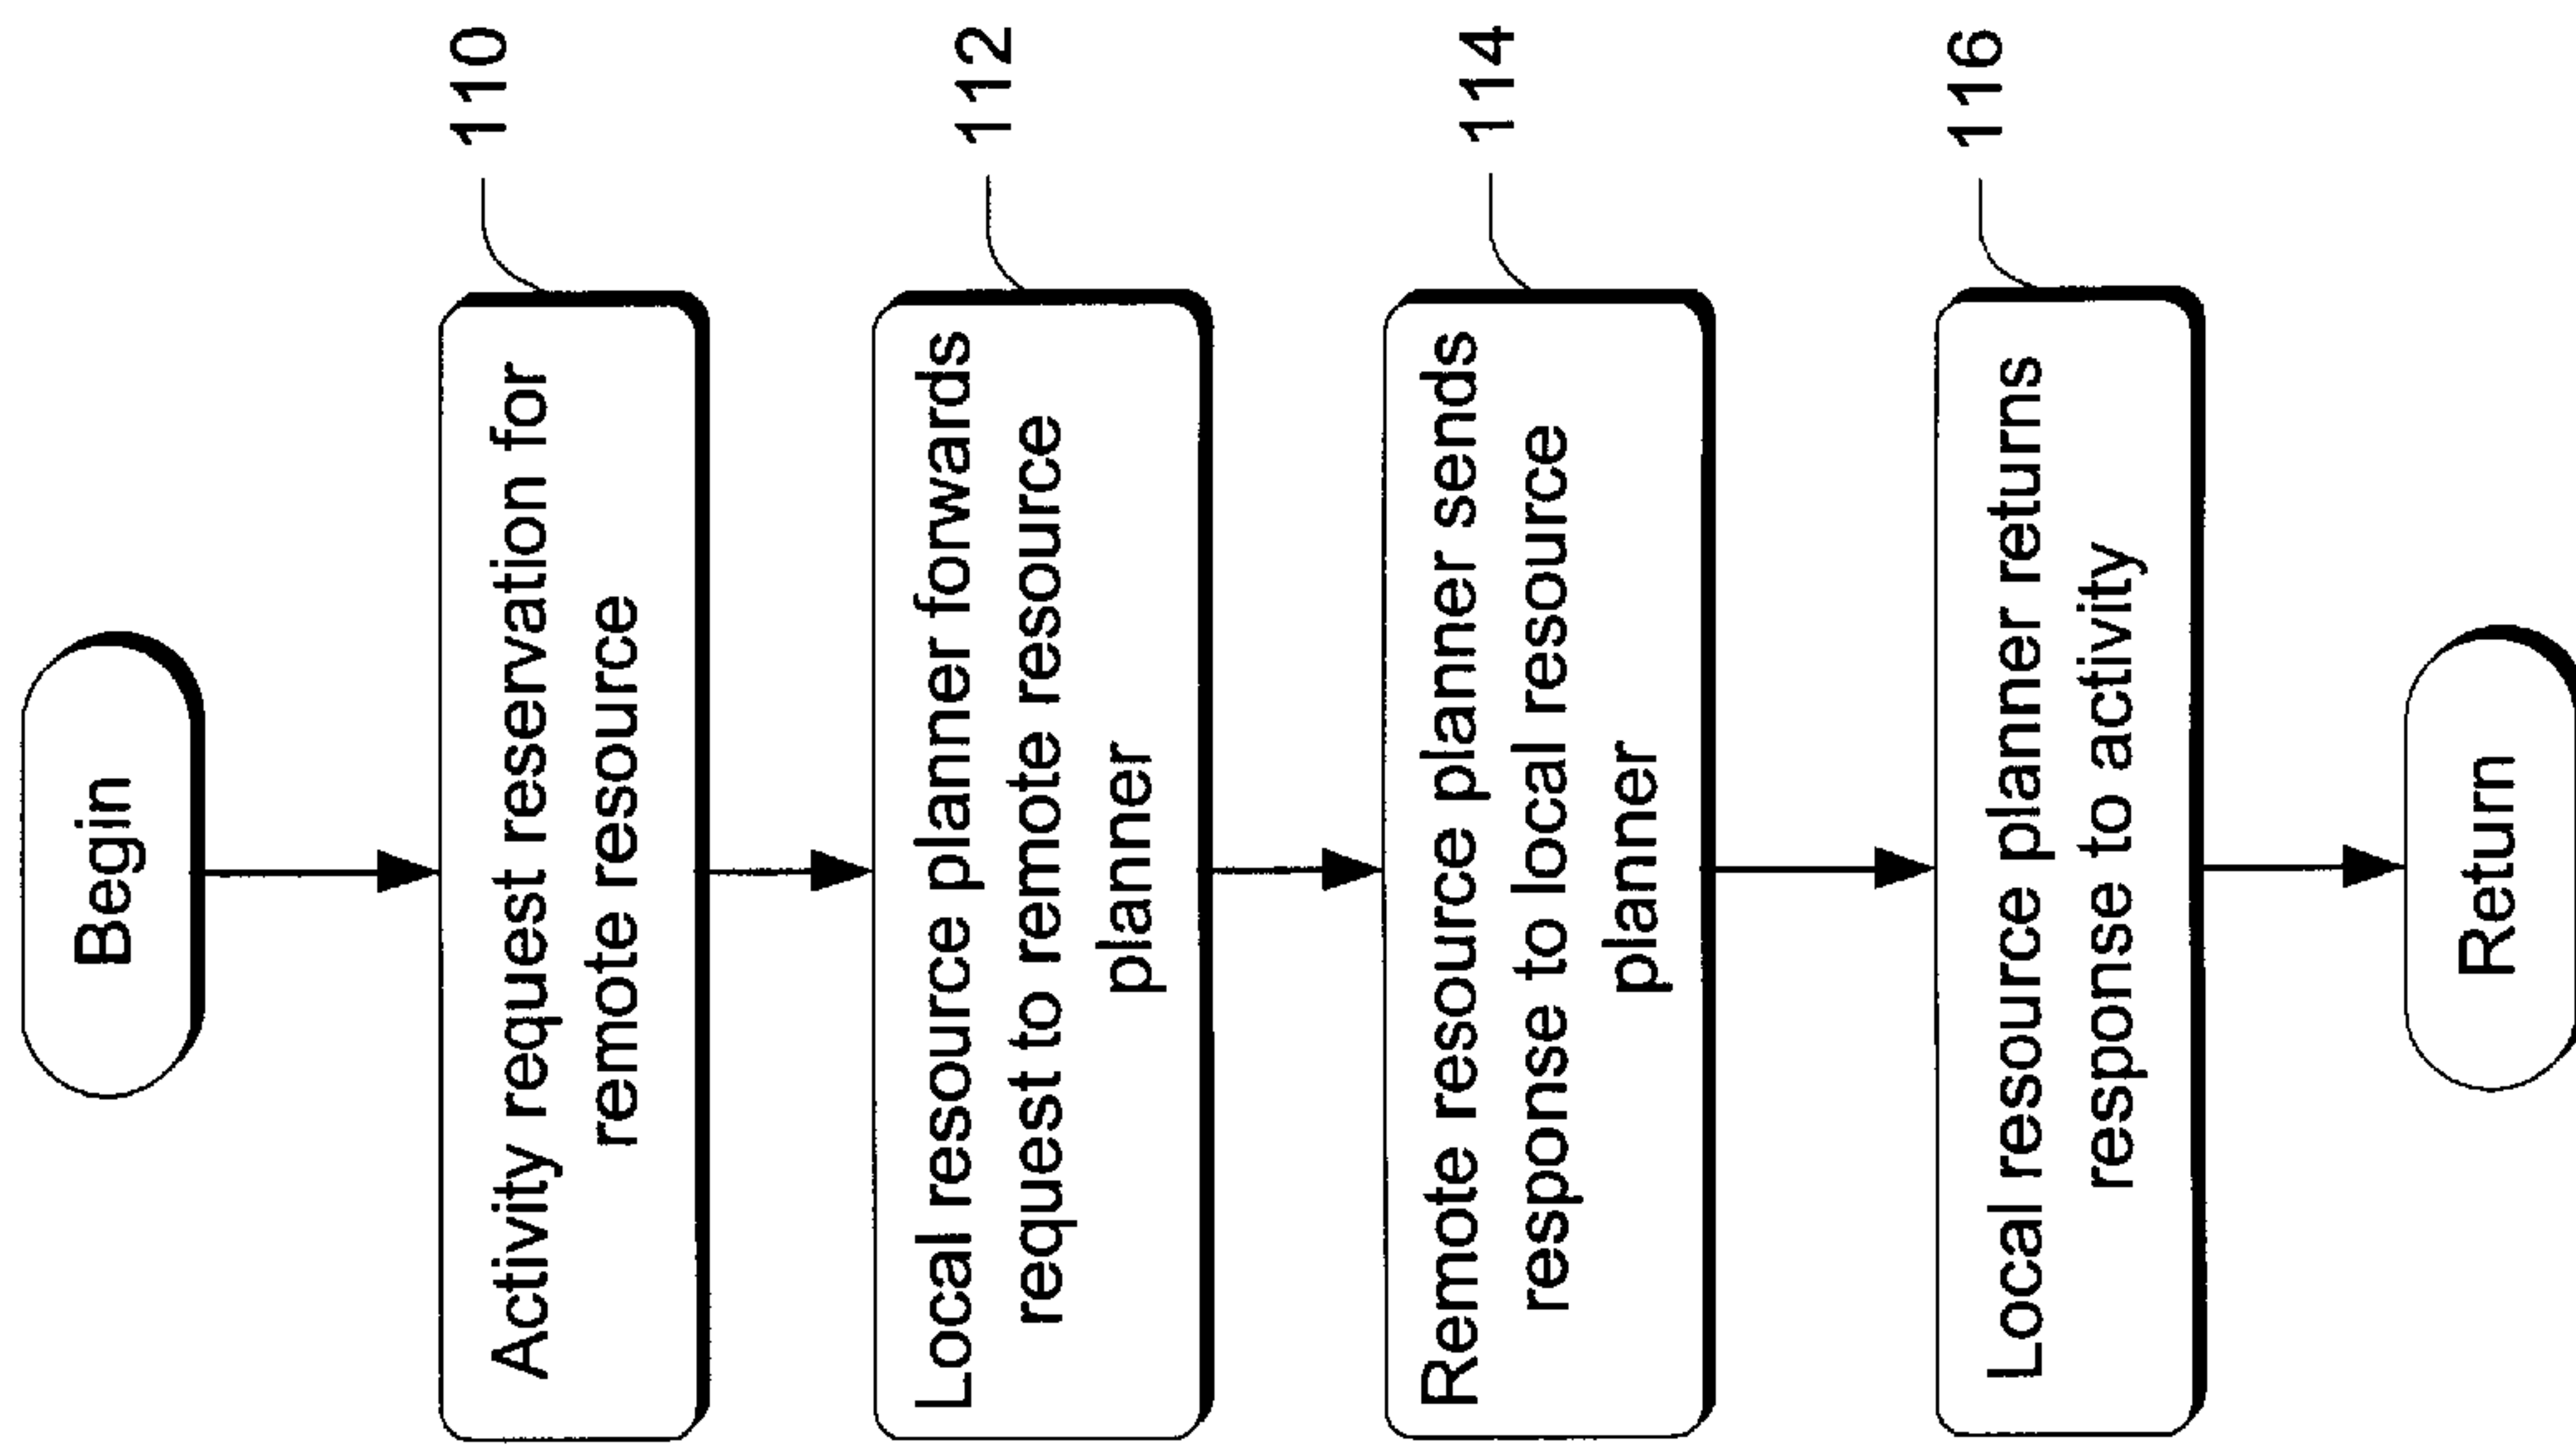 Begin
110
Activity request reservation for
remote resource
112
Local resource planner forwards
request to remote resource
planner
114
Remote resource planner sends
response to local resource
planner
116
Local resource planner returns
response to activity
Return